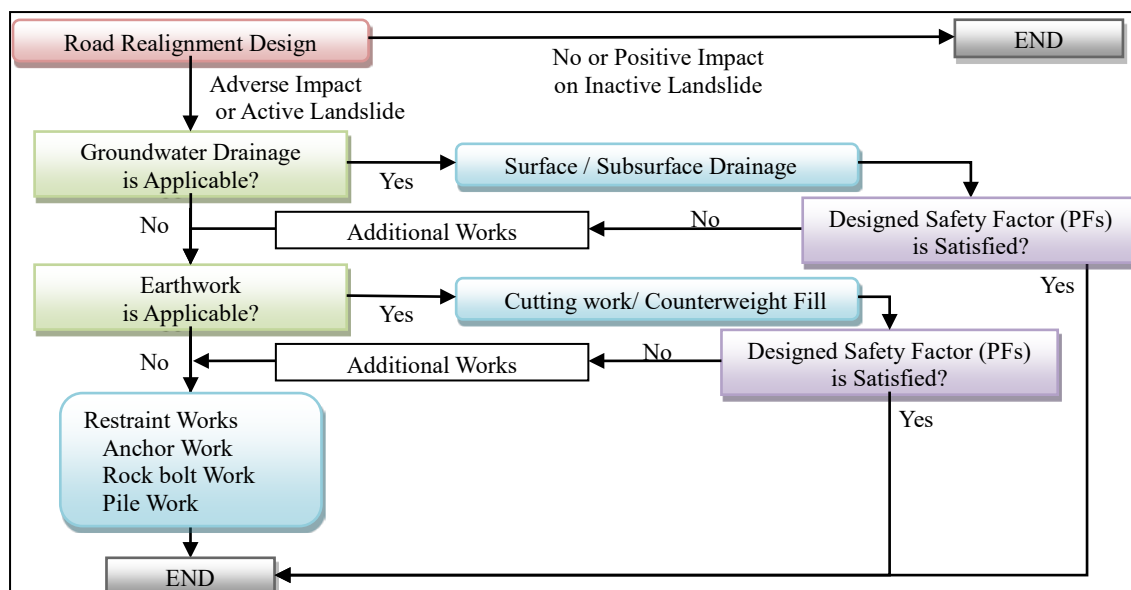 Road Realignment Design
END
No or Positive Impact
on Inactive Landslide
Adverse Impact
or Active Landslide
Groundwater Drainage
is Applicable?
Yes
Surface / Subsurface Drainage
No
Additional Works
No
Designed Safety Factor (PFs)
is Satisfied?
Yes
Earthwork
is Applicable?
Yes
Cutting work/ Counterweight Fill
No
Additional Works
No
Designed Safety Factor (PFs)
is Satisfied?
Yes
Restraint Works
Anchor Work
Rock bolt Work
Pile Work
END